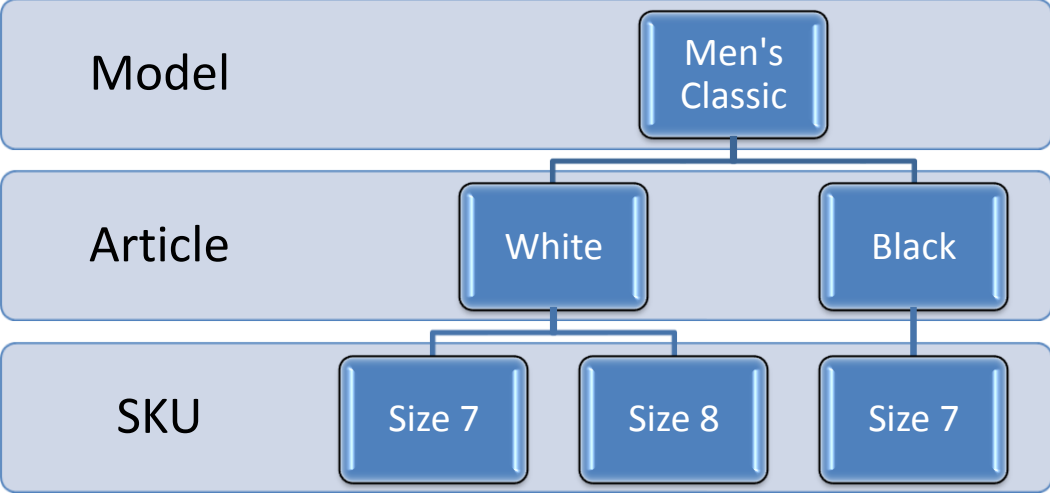 Model
Men's
Classic
Article
White
Black
SKU
Size 7
Size 8
Size 7